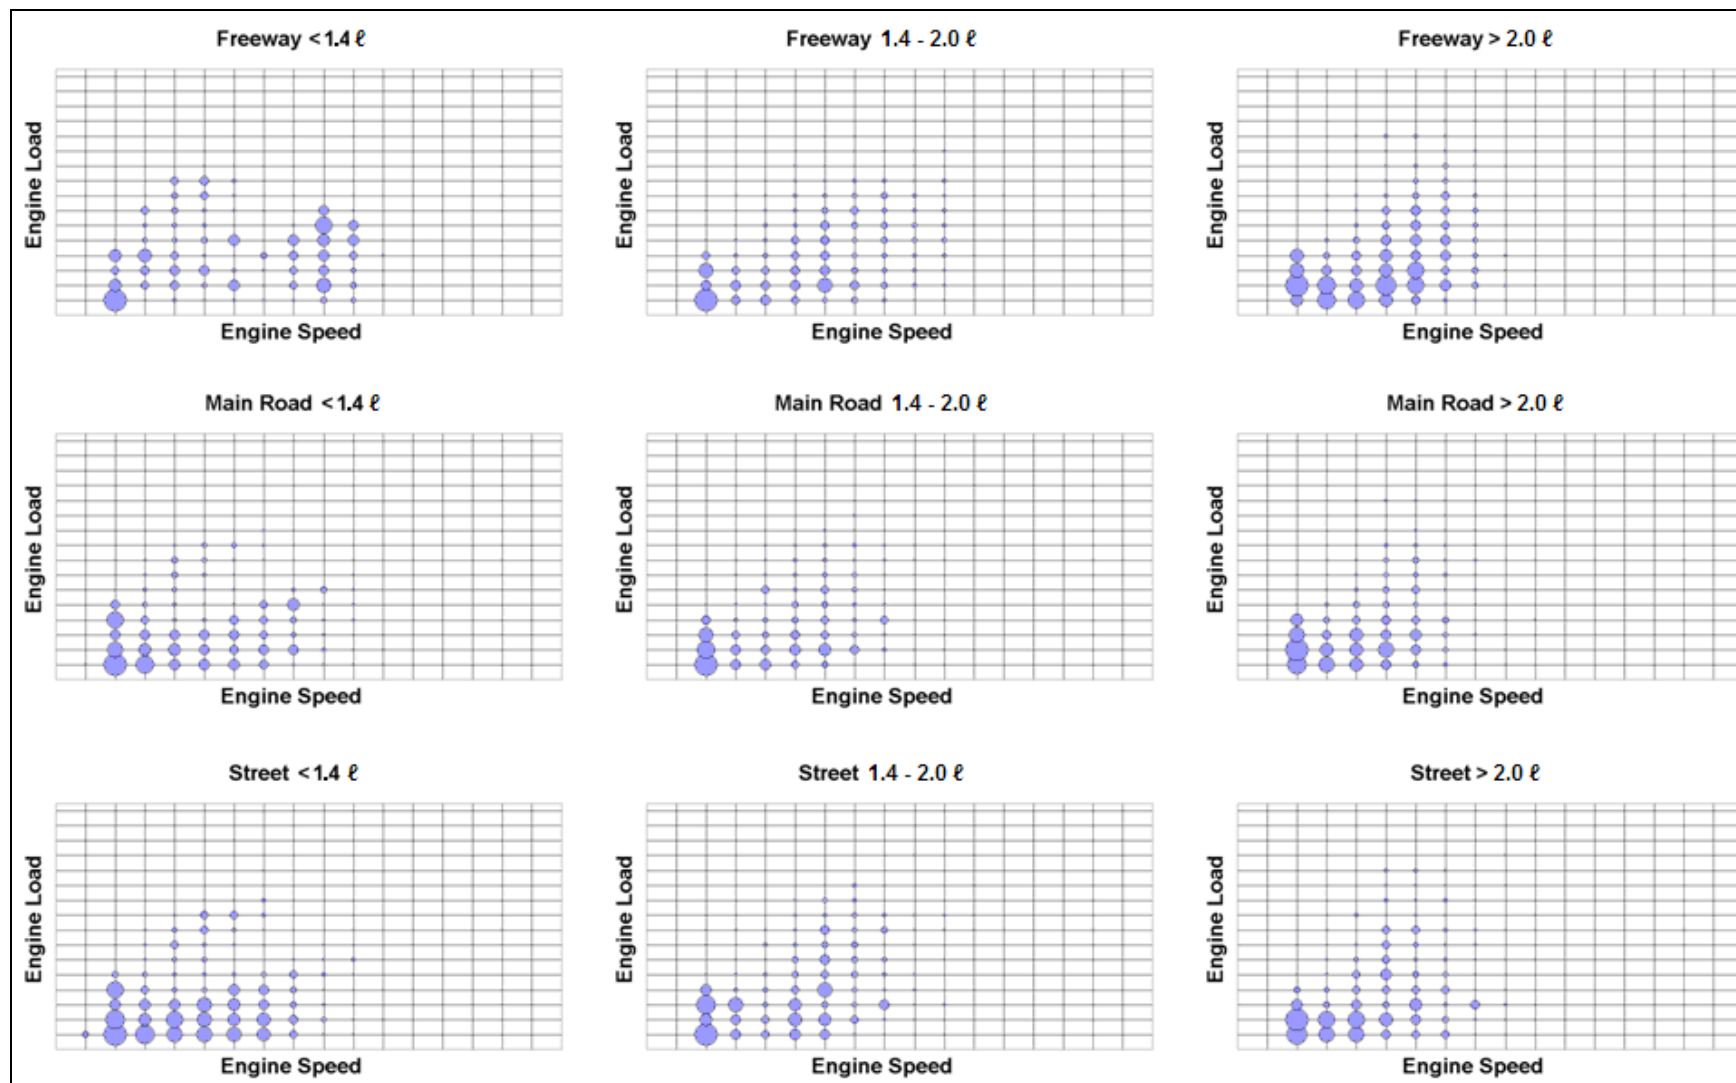 Freeway <1.4 ℓ
Freeway 1.4 - 2.0 ℓ
Freeway > 2.0 ℓ
Engine Load
Engine Load
Engine Load
Engine Speed
Engine Speed
Engine Speed
Main Road <1.4 ℓ
Main Road 1.4 - 2.0 ℓ
Main Road > 2.0 ℓ
Engine Load
Engine Load
Engine Load
Engine Speed
Engine Speed
Engine Speed
Street <1.4 ℓ
Street 1.4 - 2.0 ℓ
Street > 2.0 ℓ
Engine Load
Engine Load
Engine Load
Engine Speed
Engine Speed
Engine Speed